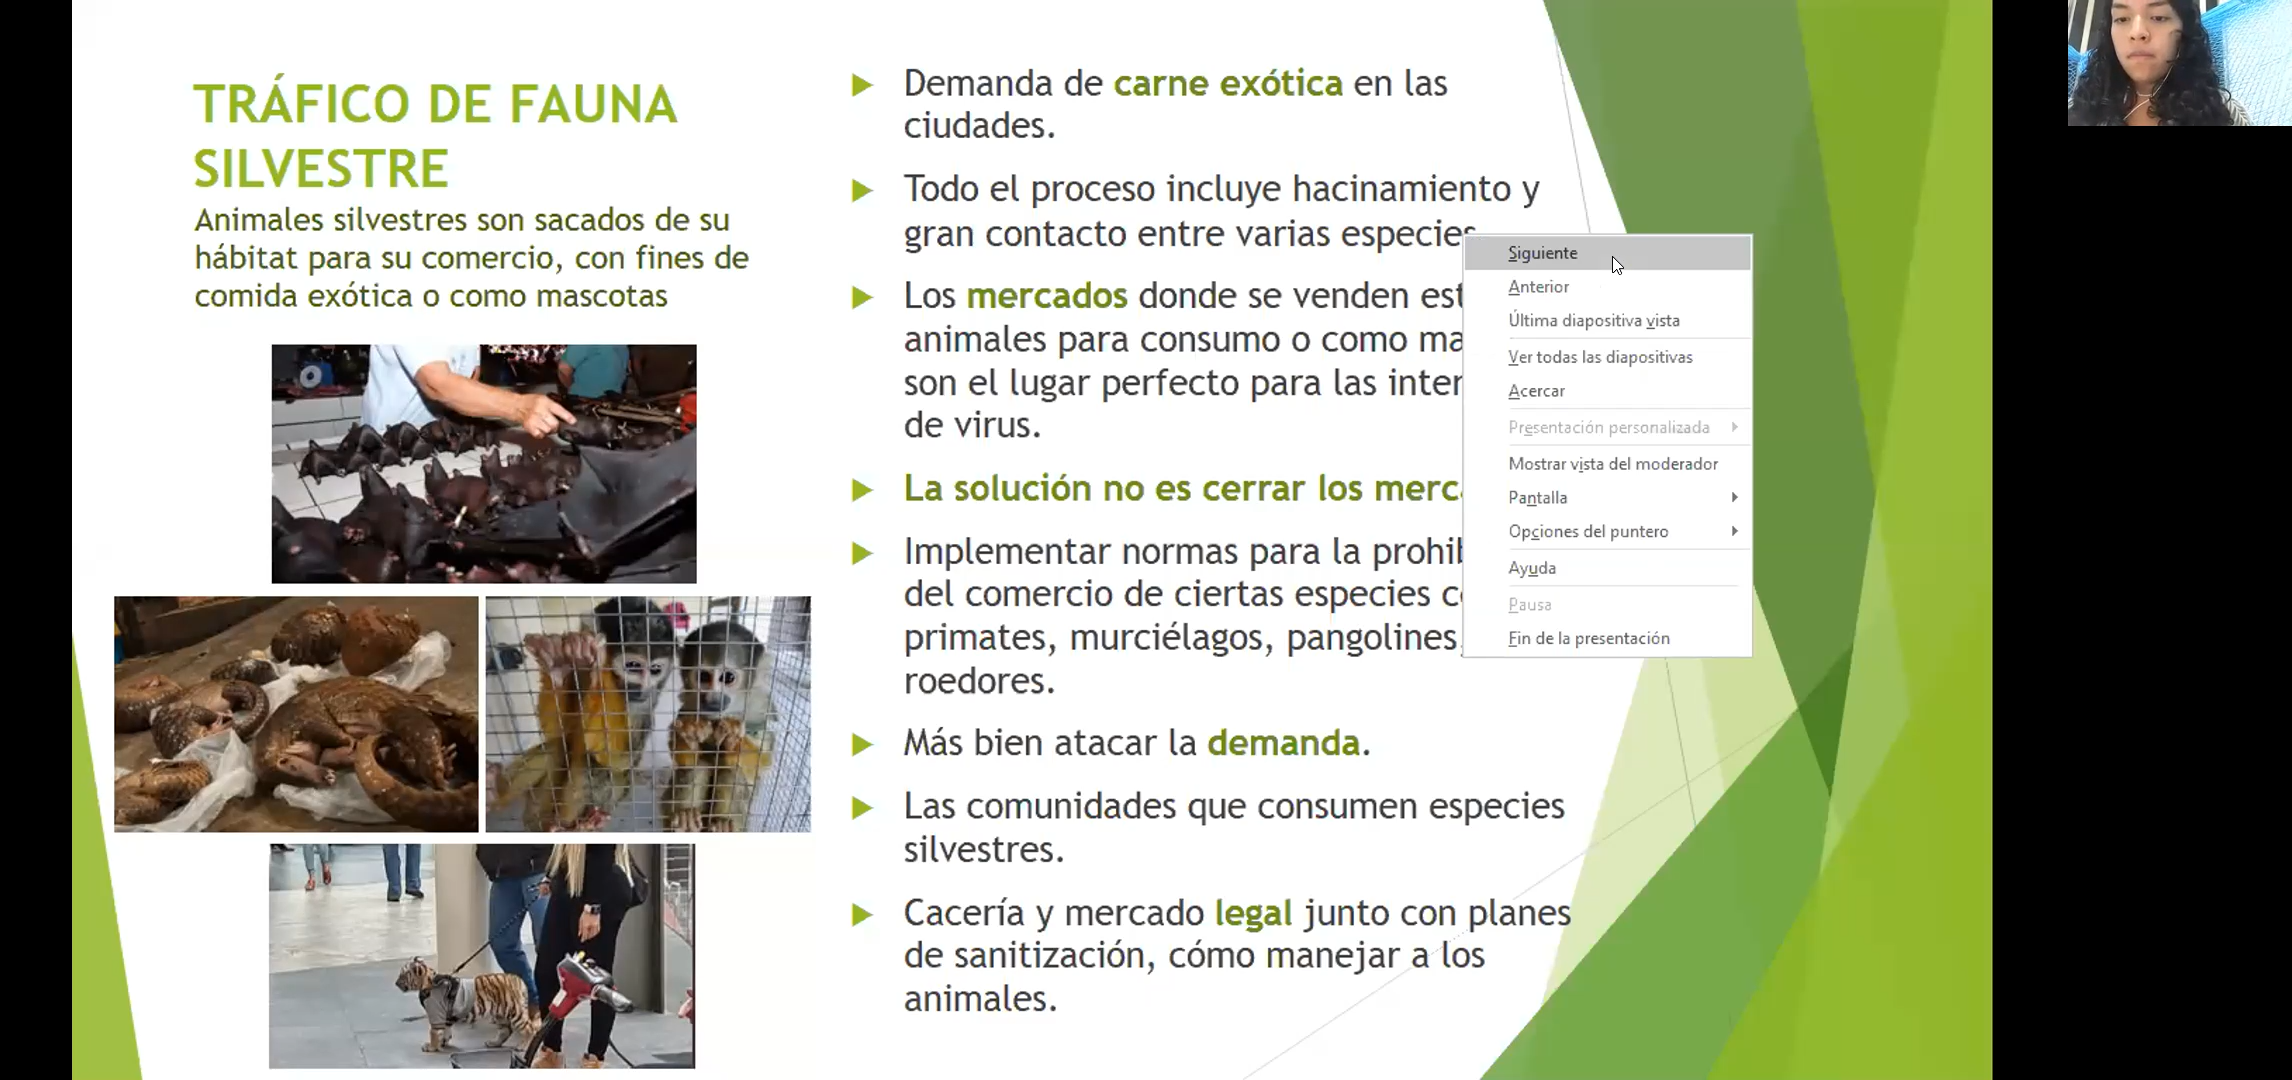 TRÁFICO DE FAUNA
SILVESTRE
Animales silvestres son sacados de su
hábitat para su comercio, con fines de
comida exótica o como mascotas
Demanda de carne exótica en las
ciudades.
Todo el proceso incluye hacinamiento y
gran contacto entre varias especies
Los mercados donde se venden est
animales para consumo o como ma
son el lugar perfecto para las inter
de virus.
La solución no es cerrar los merc
Implementar normas para la prohib
del comercio de ciertas especies c
primates, murciélagos, pangolines,
roedores.
Más bien atacar la demanda.
Las comunidades que consumen especies
silvestres.
Cacería y mercado legal junto con planes
de sanitización, cómo manejar a los
animales.
Siguiente
Anterior
Última diapositiva vista
Ver todas las diapositivas
Acercar
Presentación personalizada
Mostrar vista del moderador
Pantalla
Opciones del puntero
Ayuda
Pausa
Fin de la presentación